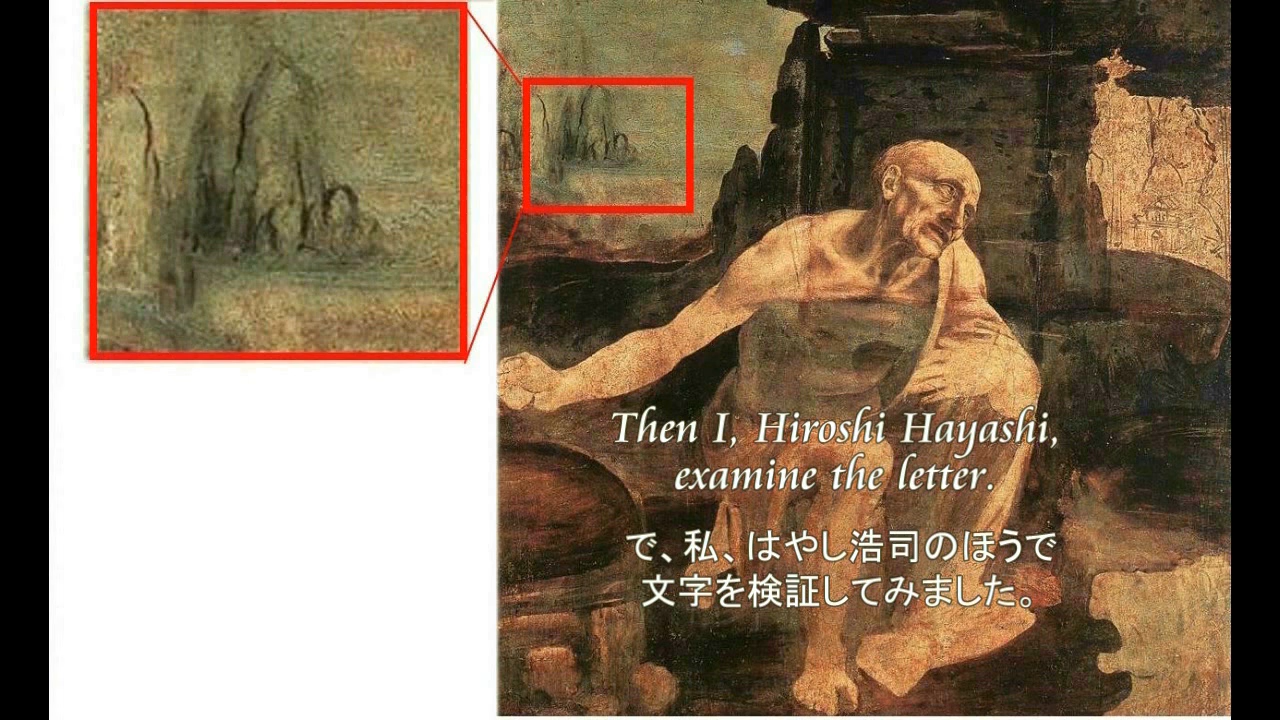 Then I, Hiroshi Hayashi,
examine the letter.
で、私、はやし浩司のほうで
文字を検証してみました。